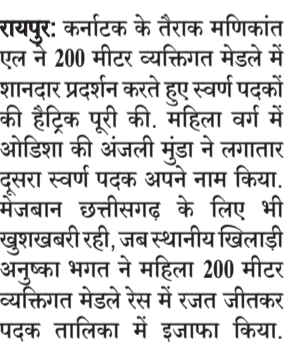 रायपुर: कर्नाटक के तैराक मणिकांत
एल ने 200 मीटर व्यक्तिगत मेडले में
शानदार प्रदर्शन करते हुए स्वर्ण पदकों
की हैट्रिक पूरी की. महिला वर्ग में
ओडिशा की अंजली मुंडा ने लगातार
दूसरा स्वर्ण पदक अपने नाम किया.
मेजबान छत्तीसगढ़ के लिए भी
खुशखबरी रही, जब स्थानीय खिलाड़ी
अनुष्का भगत ने महिला 200 मीटर
व्यक्तिगत मेडले रेस में रजत जीतकर
पदक तालिका में इजाफा किया.